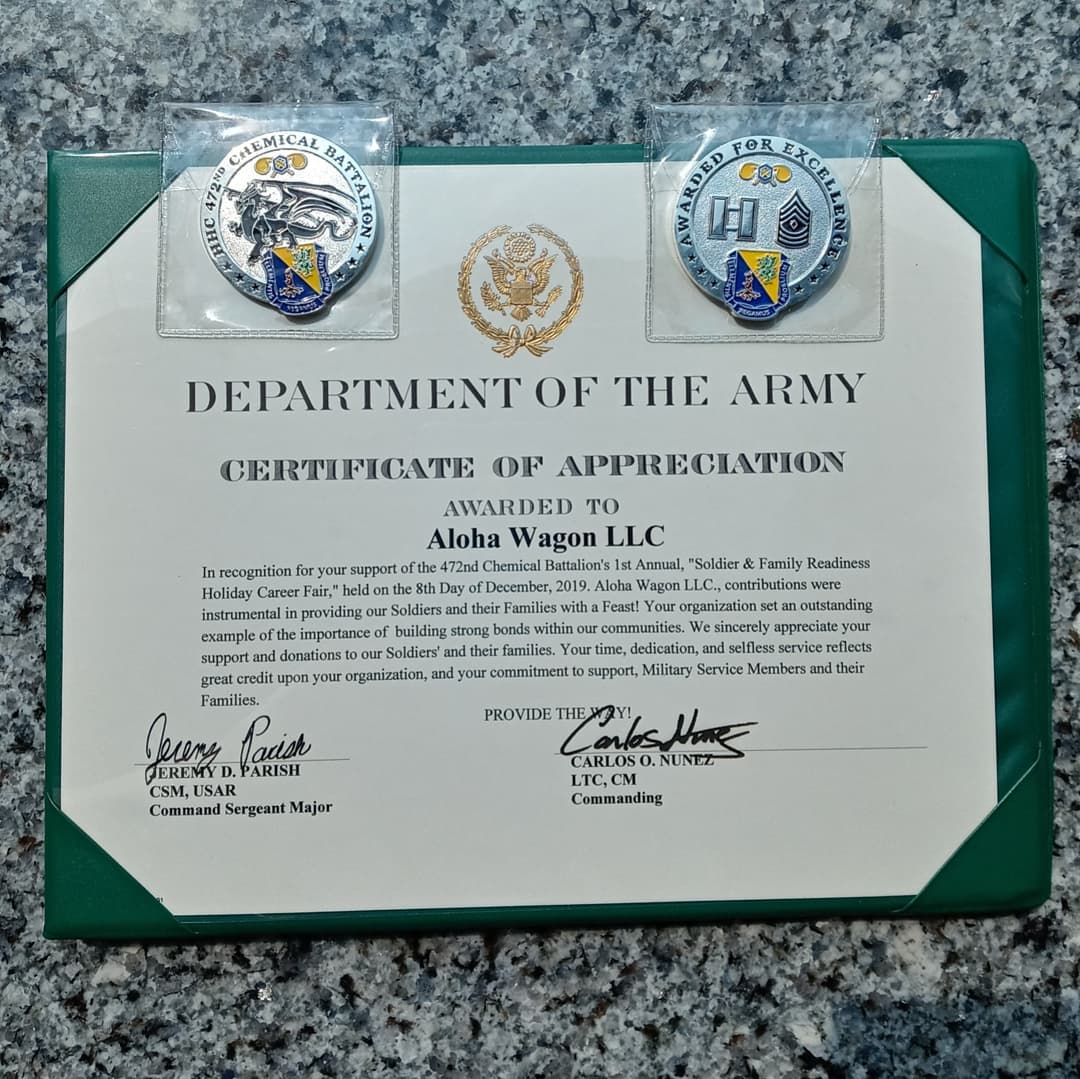 HHC 472ND CHEMICAL BATTALION
AWARDED FOR EXCELLENCE
DEPARTMENT OF THE ARMY
CERTIFICATE OF APPRECIATION
AWARDED TO
Aloha Wagon LLC
In recognition for your support of the 472nd Chemical Battalion's 1st Annual, "Soldier & Family Readiness
Holiday Career Fair," held on the 8th Day of December, 2019. Aloha Wagon LLC., contributions were
instrumental in providing our Soldiers and their Families with a Feast! Your organization set an outstanding
example of the importance of building strong bonds within our communities. We sincerely appreciate your
support and donations to our Soldiers' and their families. Your time, dedication, and selfless service reflects
great credit upon your organization, and your commitment to support, Military Service Members and their
Families.
PROVIDE THE WAY!
Jeremy Parish
JEREMY D. PARISH
CSM, USAR
Command Sergeant Major
Carlos Nunez
CARLOS O. NUNEZ
LTC, CM
Commanding